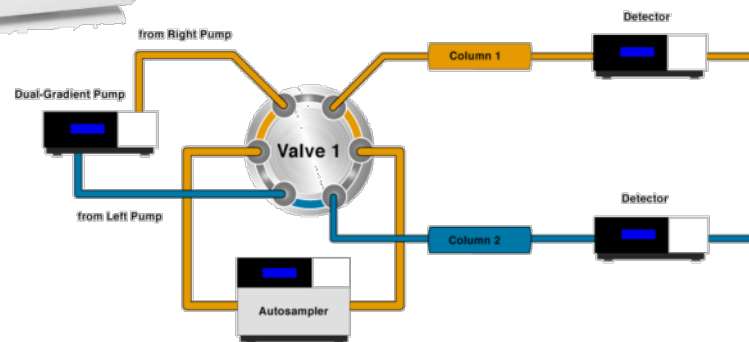 Detector
from Right Pump
Column 1
Dual-Gradient Pump
Valve 1
Detector
from Left Pump
Column 2
Autosampler